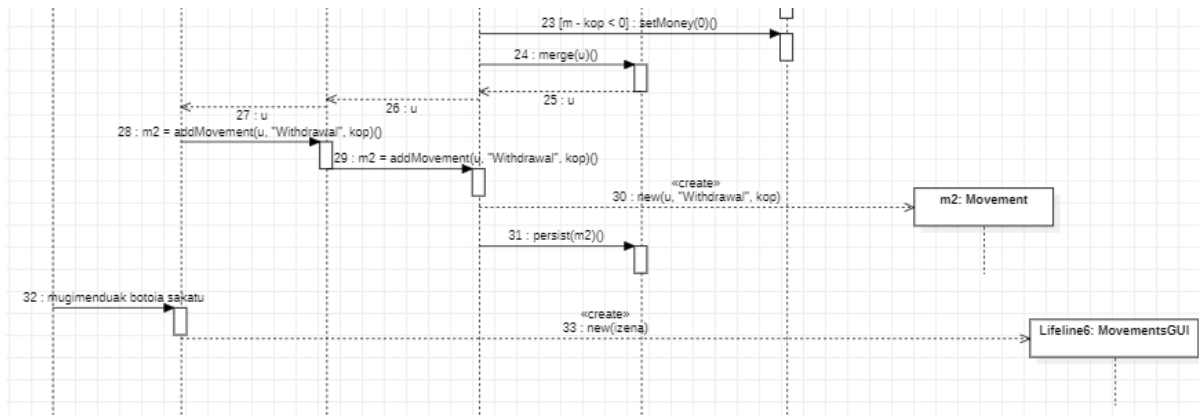 23 [m - kop < 0] : setMoney(0)()
24 : merge(u)()
25 : u
26 : u
27 : u
28 : m2 = addMovement(u, "Withdrawal", kop)()
29 : m2 = addMovement(u, "Withdrawal", kop)()
«create»
30 : new(u, "Withdrawal", kop)
m2: Movement
31 : persist(m2)()
32 : mugimenduak botoia sakatu
«create»
33 : new(izena)
Lifeline6: MovementsGUI